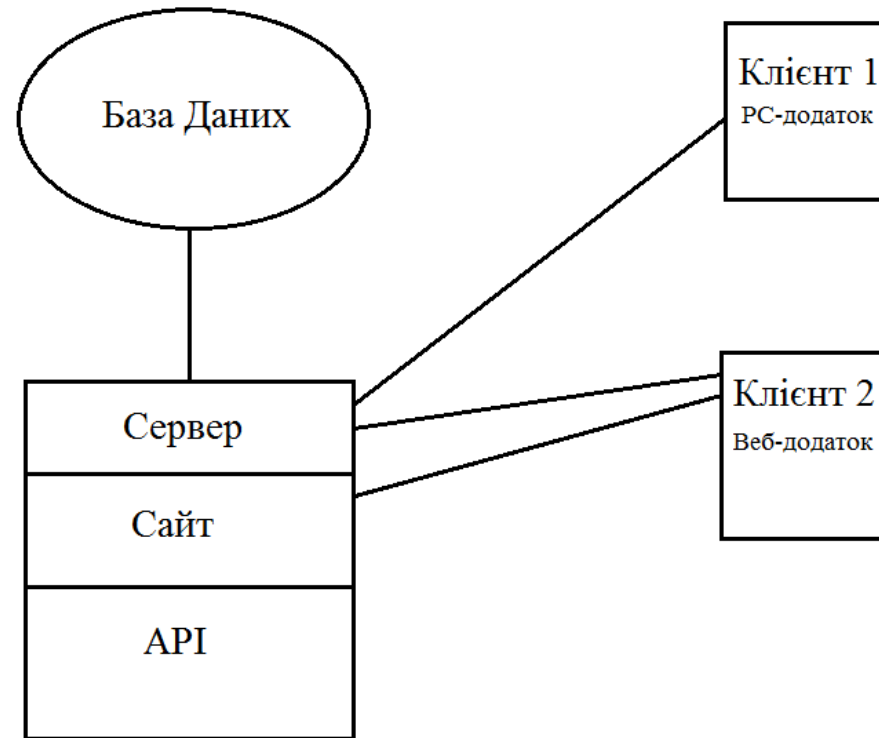 База Даних
Клієнт 1
PC-додаток
Сервер
Сайт
API
Клієнт 2
Веб-додаток